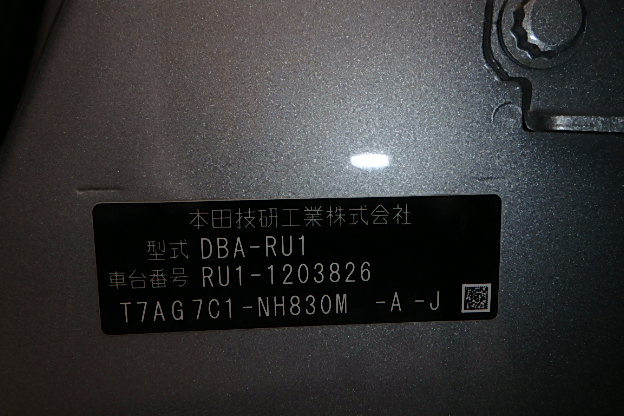 本田技研工業株式会社
型式 DBA-RU1
車台番号 RU1-1203826
T7AG7C1-NH830M -A-J